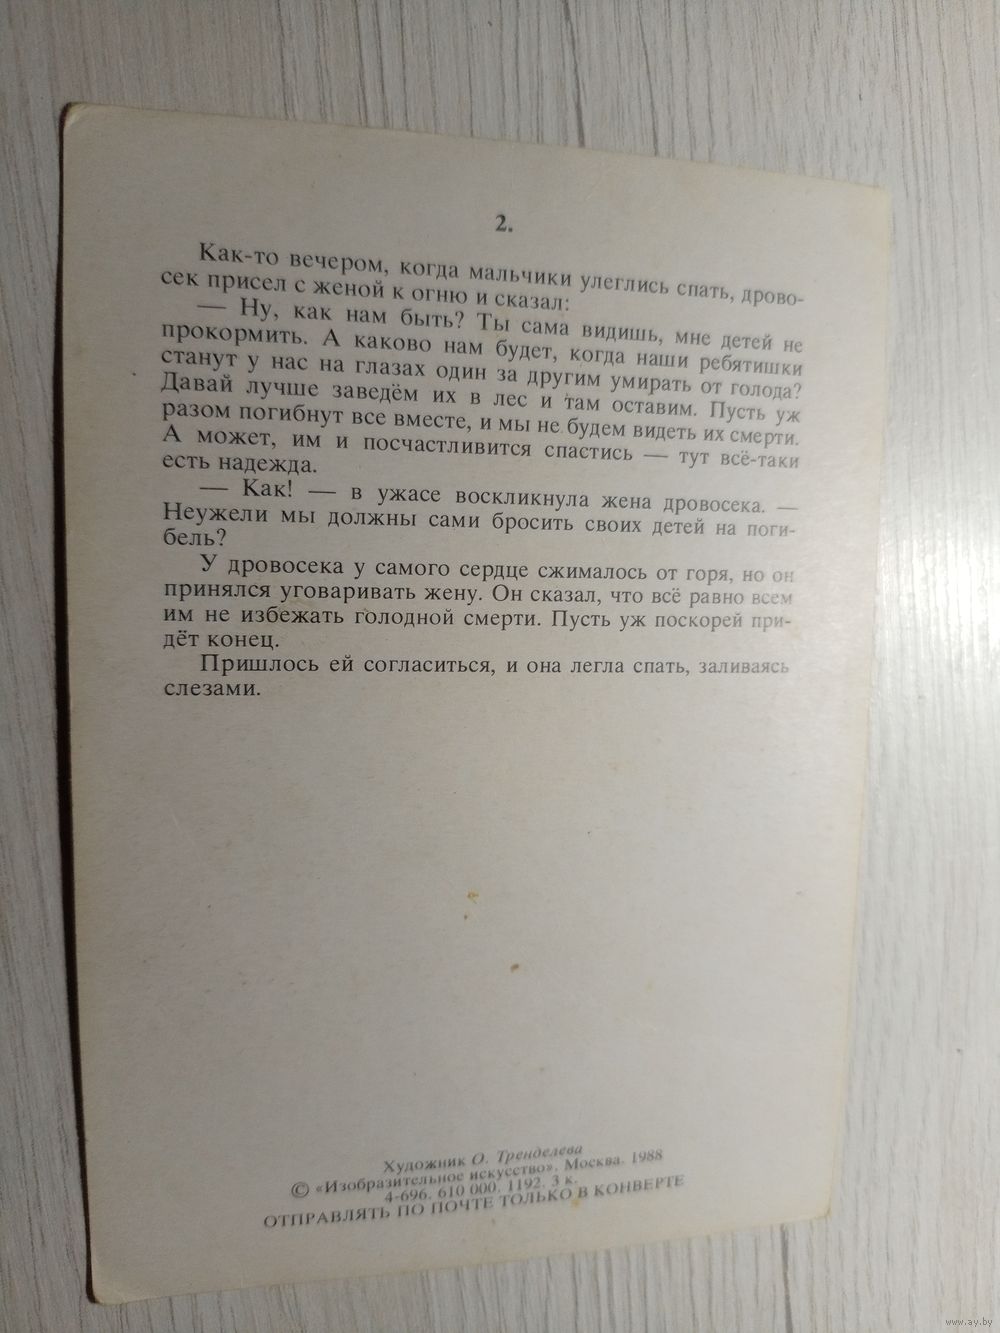 2.
Как-то вечером, когда мальчики улеглись спать, дрово-
сек присел с женой к огню и сказал:
— Ну, как нам быть? Ты сама видишь, мне детей не
прокормить. А каково нам будет, когда наши ребятишки
станут у нас на глазах один за другим умирать от голода?
Давай лучше заведём их в лес и там оставим. Пусть уж
разом погибнут все вместе, и мы не будем видеть их смерти.
А может, им и посчастливится спастись — тут всё-таки
есть надежда.
— Как! — в ужасе воскликнула жена дровосека. —
Неужели мы должны сами бросить своих детей на поги-
бель?
У дровосека у самого сердце сжималось от горя, но он
принялся уговаривать жену. Он сказал, что всё равно всем
им не избежать голодной смерти. Пусть уж поскорей при-
дёт конец.
Пришлось ей согласиться, и она легла спать, заливаясь
слезами.
Художник О. Тренделева
© «Изобразительное искусство». Москва. 1988
4-696. 610 000. 1192. 3 к.
ОТПРАВЛЯТЬ ПО ПОЧТЕ ТОЛЬКО В КОНВЕРТЕ
www.ay.by